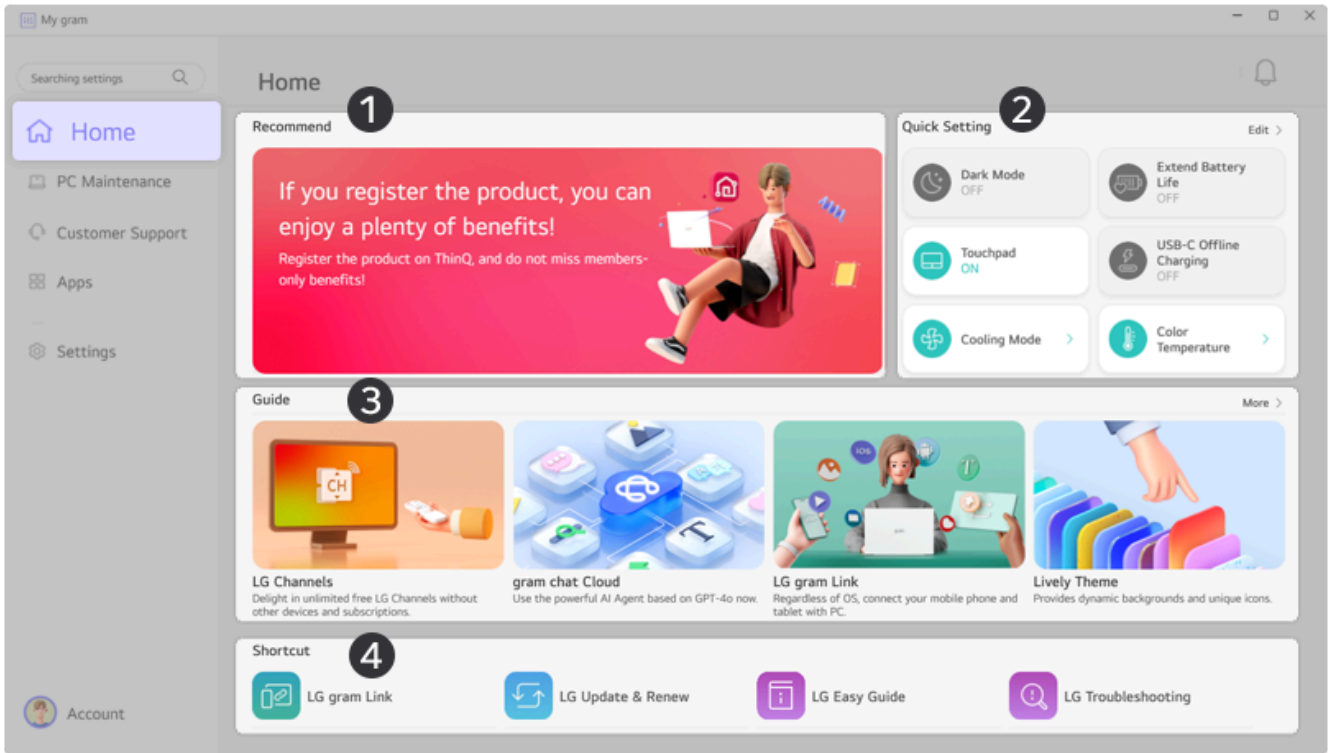 My gram
Searching settings
Home
PC Maintenance
Customer Support
Apps
Settings
Account
Home
1
Recommend
If you register the product, you can
enjoy a plenty of benefits!
Register the product on ThinQ, and do not miss members-
only benefits!
2
Quick Setting
Edit >
Dark Mode
OFF
Extend Battery
Life
OFF
Touchpad
ON
USB-C Offline
Charging
OFF
Cooling Mode >
Color
Temperature >
3
Guide
More >
CH
LG Channels
Delight in unlimited free LG Channels without
other devices and subscriptions.
T
gram chat Cloud
Use the powerful AI Agent based on GPT-4o now.
iOS
T
gram
LG gram Link
Regardless of OS, connect your mobile phone and
tablet with PC.
Lively Theme
Provides dynamic backgrounds and unique icons.
4
Shortcut
LG gram Link
LG Update & Renew
LG Easy Guide
LG Troubleshooting